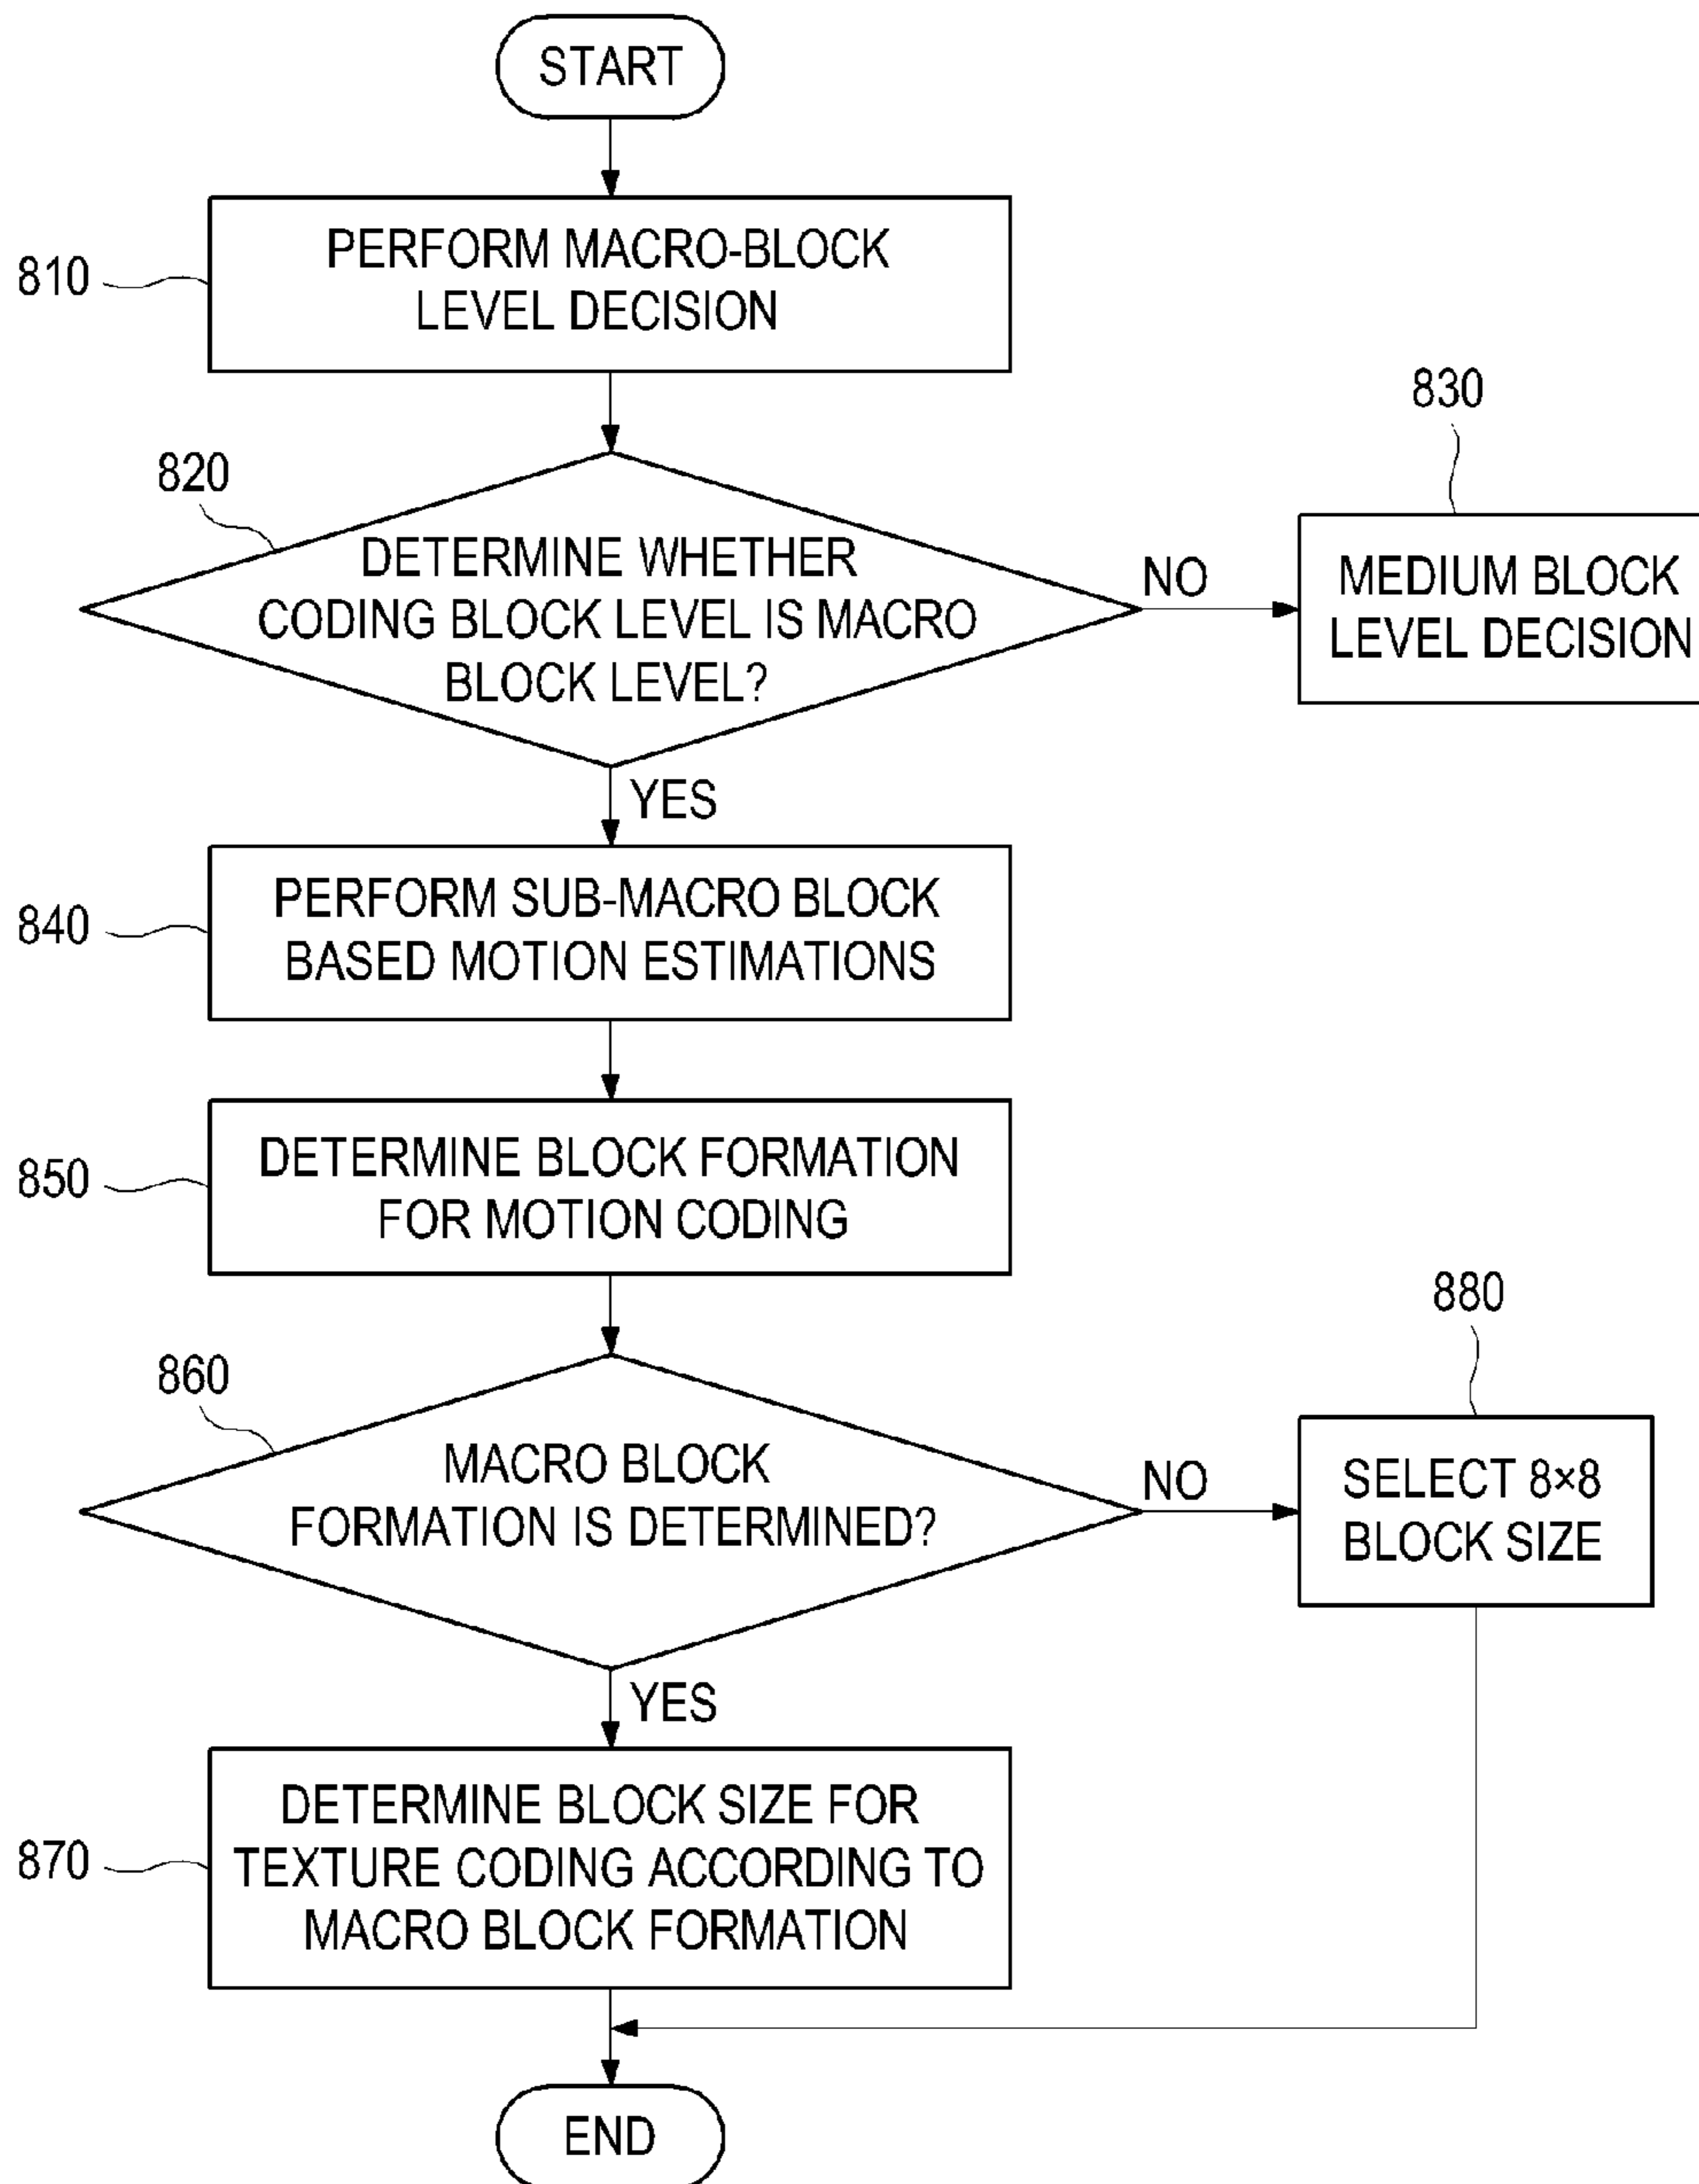 START
810
PERFORM MACRO-BLOCK
LEVEL DECISION
820
DETERMINE WHETHER
CODING BLOCK LEVEL IS MACRO
BLOCK LEVEL?
NO
830
MEDIUM BLOCK
LEVEL DECISION
YES
840
PERFORM SUB-MACRO BLOCK
BASED MOTION ESTIMATIONS
850
DETERMINE BLOCK FORMATION
FOR MOTION CODING
860
MACRO BLOCK
FORMATION IS DETERMINED?
NO
880
SELECT 8×8
BLOCK SIZE
YES
870
DETERMINE BLOCK SIZE FOR
TEXTURE CODING ACCORDING TO
MACRO BLOCK FORMATION
END